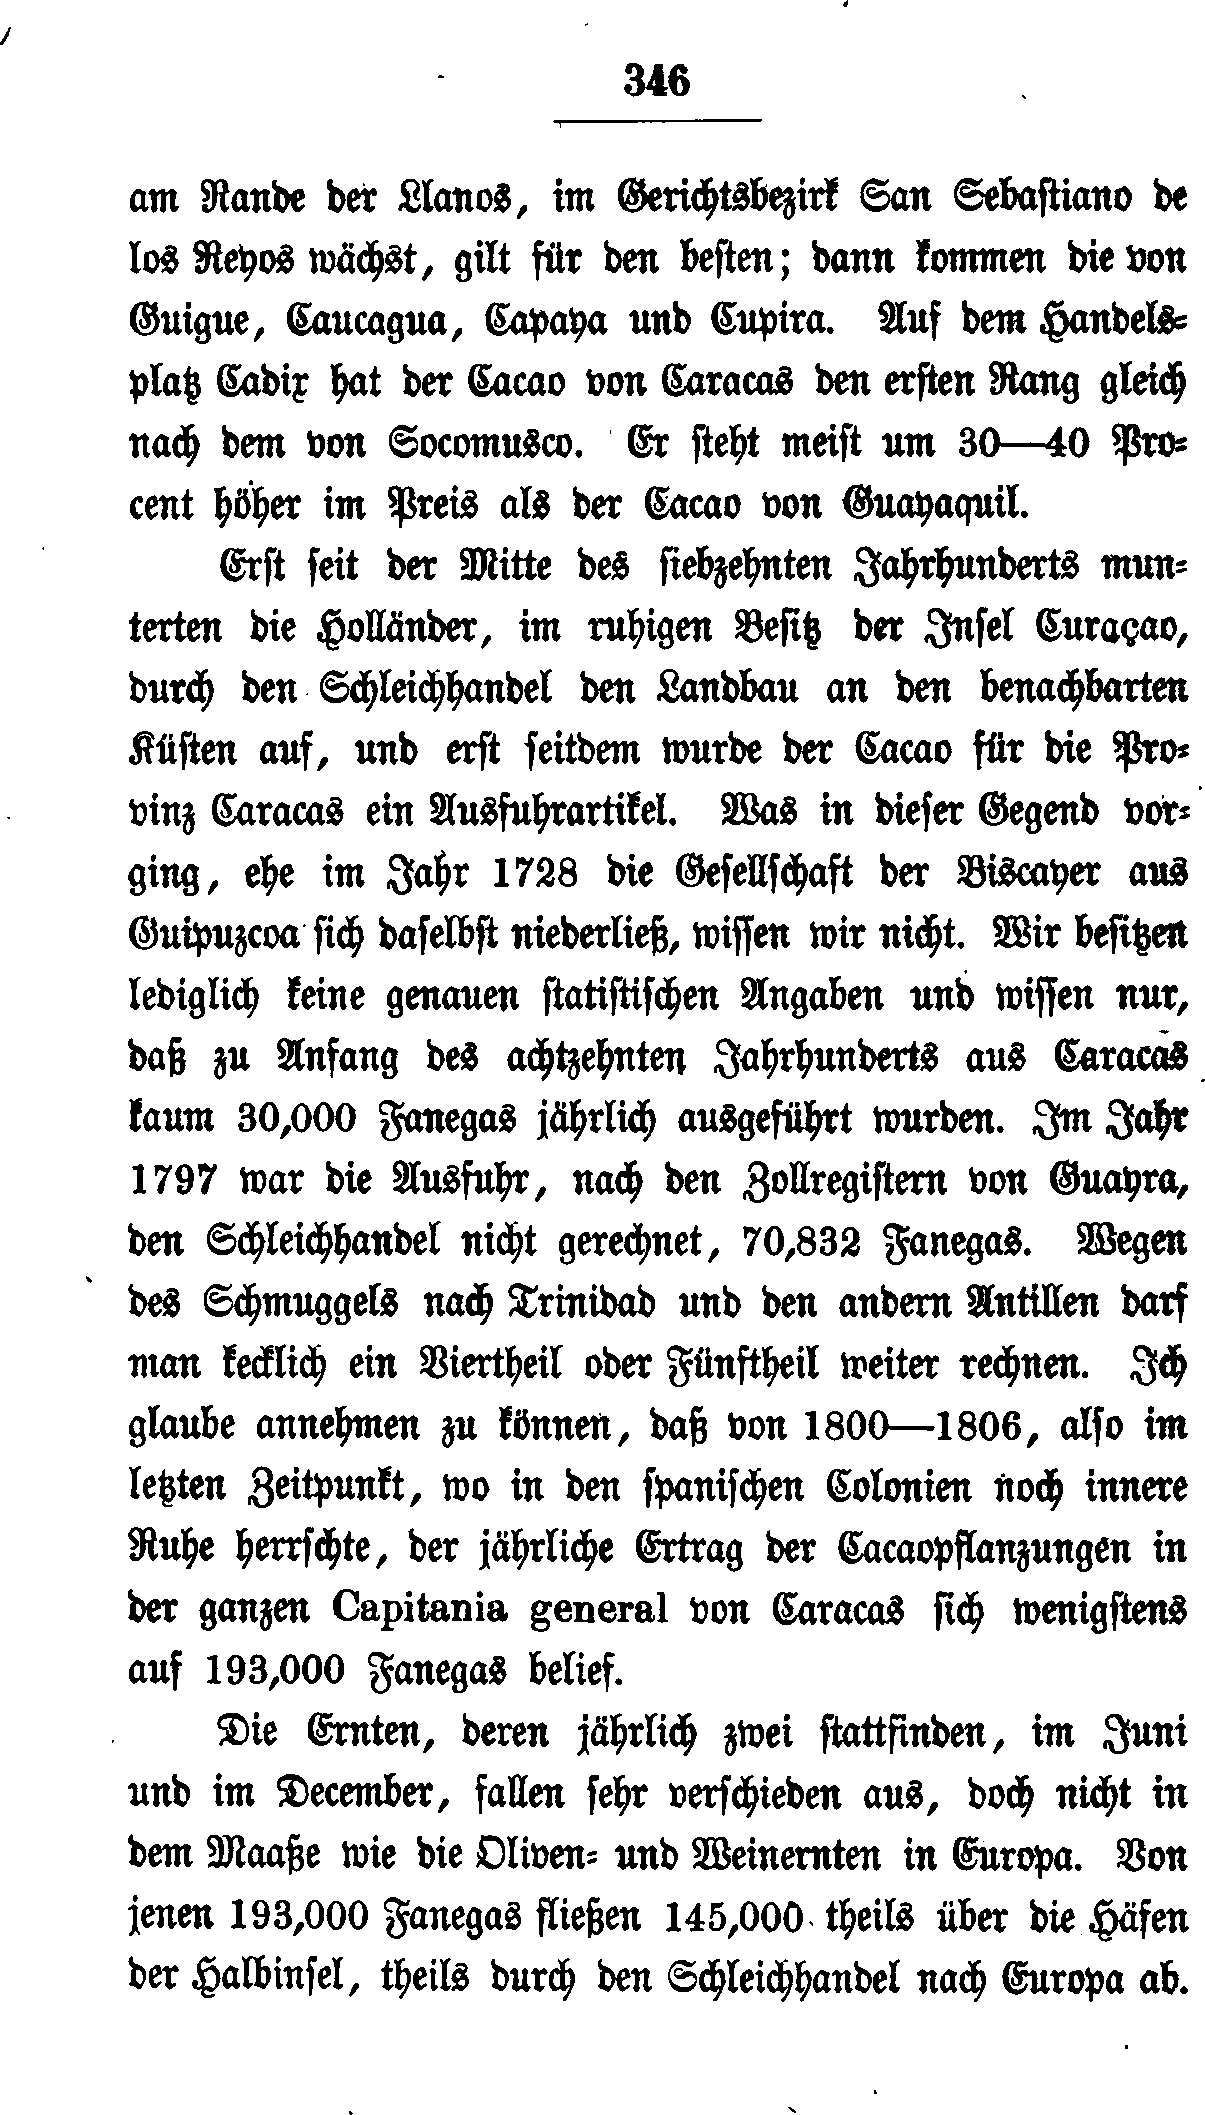 346
am Rande der Llanos, im Gerichtsbezirk San Sebastiano de
los Reyos wächst, gilt für den besten; dann kommen die von
Guigue, Caucagua, Capaya und Cupira. Auf dem Handels-
platz Cadix hat der Cacao von Caracas den ersten Rang gleich
nach dem von Socomusco. Er steht meist um 30—40 Pro-
cent höher im Preis als der Cacao von Guayaquil.
Erst seit der Mitte des siebzehnten Jahrhunderts mun-
terten die Holländer, im ruhigen Besitz der Insel Curaçao,
durch den Schleichhandel den Landbau an den benachbarten
Küsten auf, und erst seitdem wurde der Cacao für die Pro-
vinz Caracas ein Ausfuhrartikel. Was in dieser Gegend vor-
ging, ehe im Jahr 1728 die Gesellschaft der Biscayer aus
Guipuzcoa sich daselbst niederließ, wissen wir nicht. Wir besitzen
lediglich keine genauen statistischen Angaben und wissen nur,
daß zu Anfang des achtzehnten Jahrhunderts aus Caracas
kaum 30,000 Fanegas jährlich ausgeführt wurden. Im Jahr
1797 war die Ausfuhr, nach den Zollregistern von Guayra,
den Schleichhandel nicht gerechnet, 70,832 Fanegas. Wegen
des Schmuggels nach Trinidad und den andern Antillen darf
man kecklich ein Viertheil oder Fünftheil weiter rechnen. Ich
glaube annehmen zu können, daß von 1800—1806, also im
letzten Zeitpunkt, wo in den spanischen Colonien noch innere
Ruhe herrschte, der jährliche Ertrag der Cacaopflanzungen in
der ganzen Capitania general von Caracas sich wenigstens
auf 193,000 Fanegas belief.
Die Ernten, deren jährlich zwei stattfinden, im Juni
und im December, fallen sehr verschieden aus, doch nicht in
dem Maaße wie die Oliven- und Weinernten in Europa. Von
jenen 193,000 Fanegas fließen 145,000 theils über die Häfen
der Halbinsel, theils durch den Schleichhandel nach Europa ab.